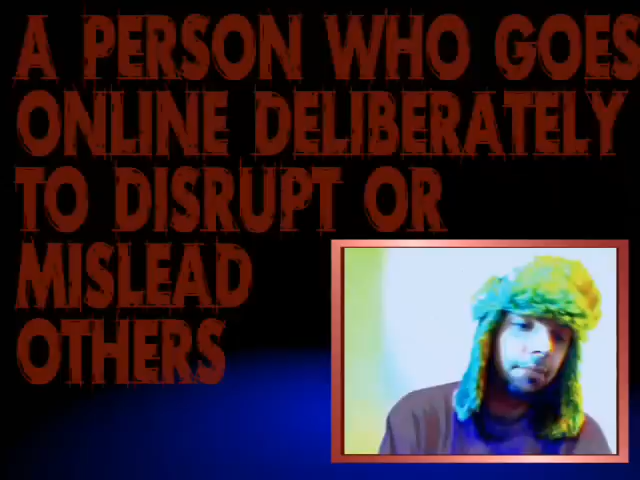 A PERSON WHO GOES
ONLINE DELIBERATELY
TO DISRUPT OR
MISLEAD
OTHERS